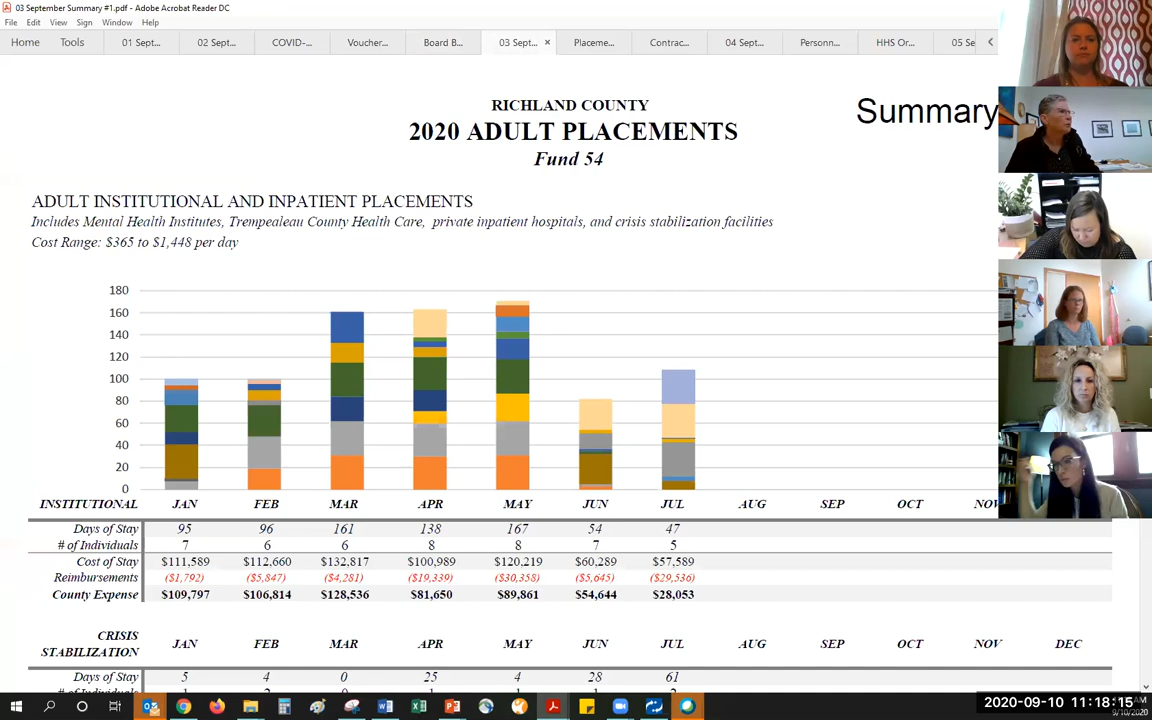 03 September Summary #1.pdf - Adobe Acrobat Reader DC
File Edit View Sign Window Help
Home Tools 01 Sept... 02 Sept... COVID-... Voucher... Board B... 03 Sept... × Placeme... Contrac... 04 Sept... Personn... HHS Or... 05 Se
RICHLAND COUNTY
Summary
2020 ADULT PLACEMENTS
Fund 54
ADULT INSTITUTIONAL AND INPATIENT PLACEMENTS
Includes Mental Health Institutes, Trempealeau County Health Care, private inpatient hospitals, and crisis stabilization facilities
Cost Range: $365 to $1,448 per day
180
160
140
120
100
80
60
40
20
0
INSTITUTIONAL JAN FEB MAR APR MAY JUN JUL AUG SEP OCT NOV
Days of Stay 95 96 161 138 167 54 47
# of Individuals 7 6 6 8 8 7 5
Cost of Stay $111,589 $112,660 $132,817 $100,989 $120,219 $60,289 $57,589
Reimbursements ($1,792) ($5,847) ($4,281) ($19,339) ($30,358) ($5,645) ($29,536)
County Expense $109,797 $106,814 $128,536 $81,650 $89,861 $54,644 $28,053
CRISIS
STABILIZATION JAN FEB MAR APR MAY JUN JUL AUG SEP OCT NOV DEC
Days of Stay 5 4 0 25 4 28 61
# of Individuals
2020-09-10 11:18:15 AM
9/10/2020